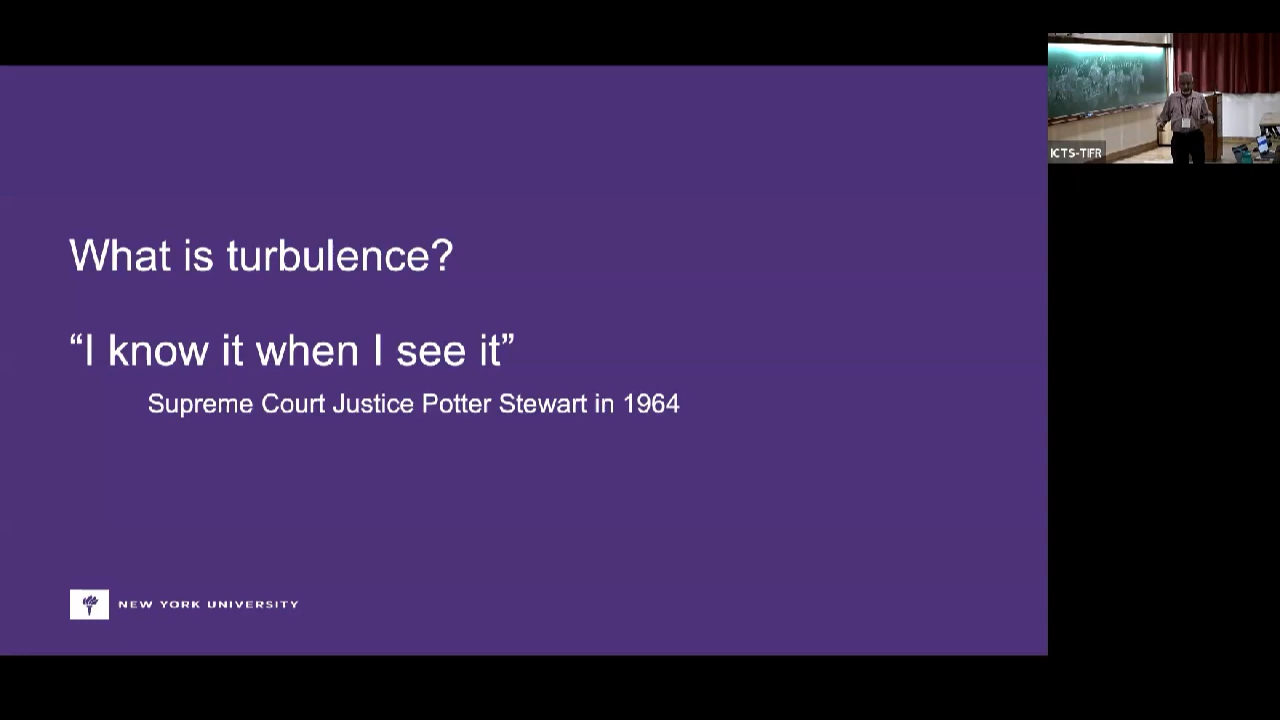 What is turbulence?
“I know it when I see it”
Supreme Court Justice Potter Stewart in 1964
NEW YORK UNIVERSITY
ICTS-TIFR